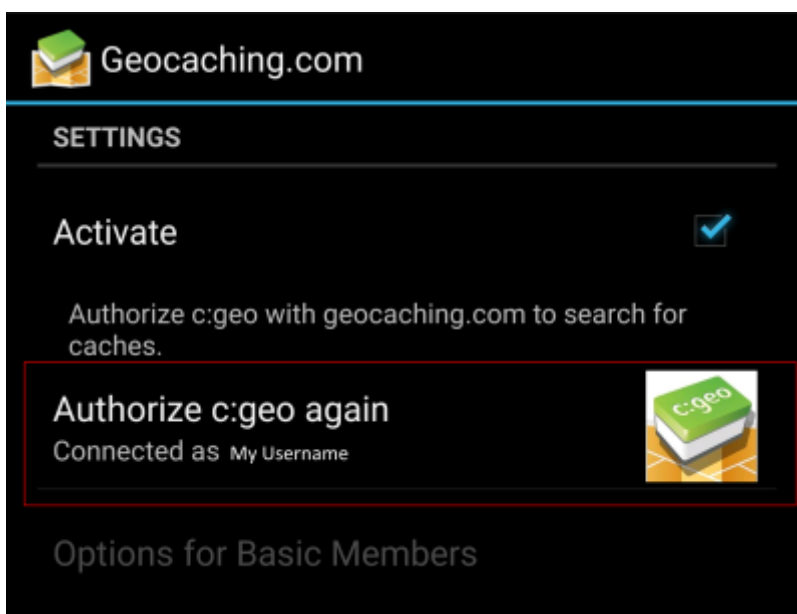 Geocaching.com
SETTINGS
Activate
Authorize c:geo with geocaching.com to search for
caches.
Authorize c:geo again
c:geo
Connected as My Username
Options for Basic Members